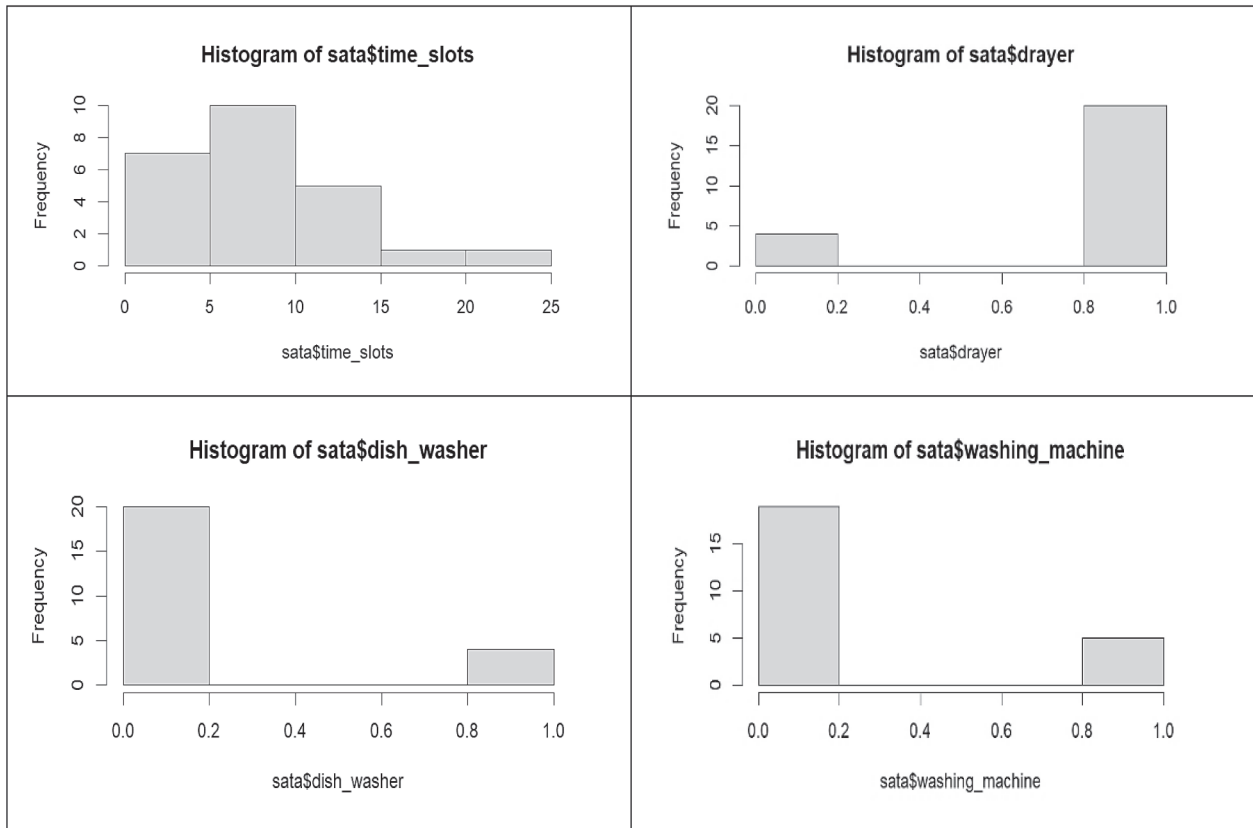 Histogram of sata$time_slots
Frequency
10
8
6
4
2
0
0 5 10 15 20 25
sata$time_slots
Histogram of sata$drayer
Frequency
20
15
10
5
0
0.0 0.2 0.4 0.6 0.8 1.0
sata$drayer
Histogram of sata$dish_washer
Frequency
20
15
10
5
0
0.0 0.2 0.4 0.6 0.8 1.0
sata$dish_washer
Histogram of sata$washing_machine
Frequency
15
10
5
0
0.0 0.2 0.4 0.6 0.8 1.0
sata$washing_machine